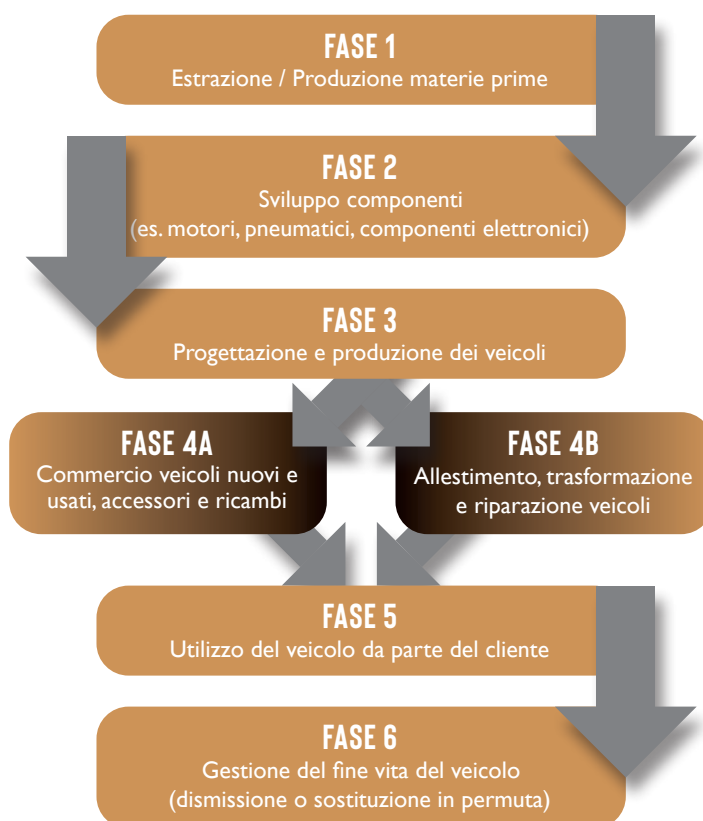 FASE 1
Estrazione / Produzione materie prime
FASE 2
Sviluppo componenti
(es. motori, pneumatici, componenti elettronici)
FASE 3
Progettazione e produzione dei veicoli
FASE 4A
Commercio veicoli nuovi e
usati, accessori e ricambi
FASE 4B
Allestimento, trasformazione
e riparazione veicoli
FASE 5
Utilizzo del veicolo da parte del cliente
FASE 6
Gestione del fine vita del veicolo
(dismissione o sostituzione in permuta)